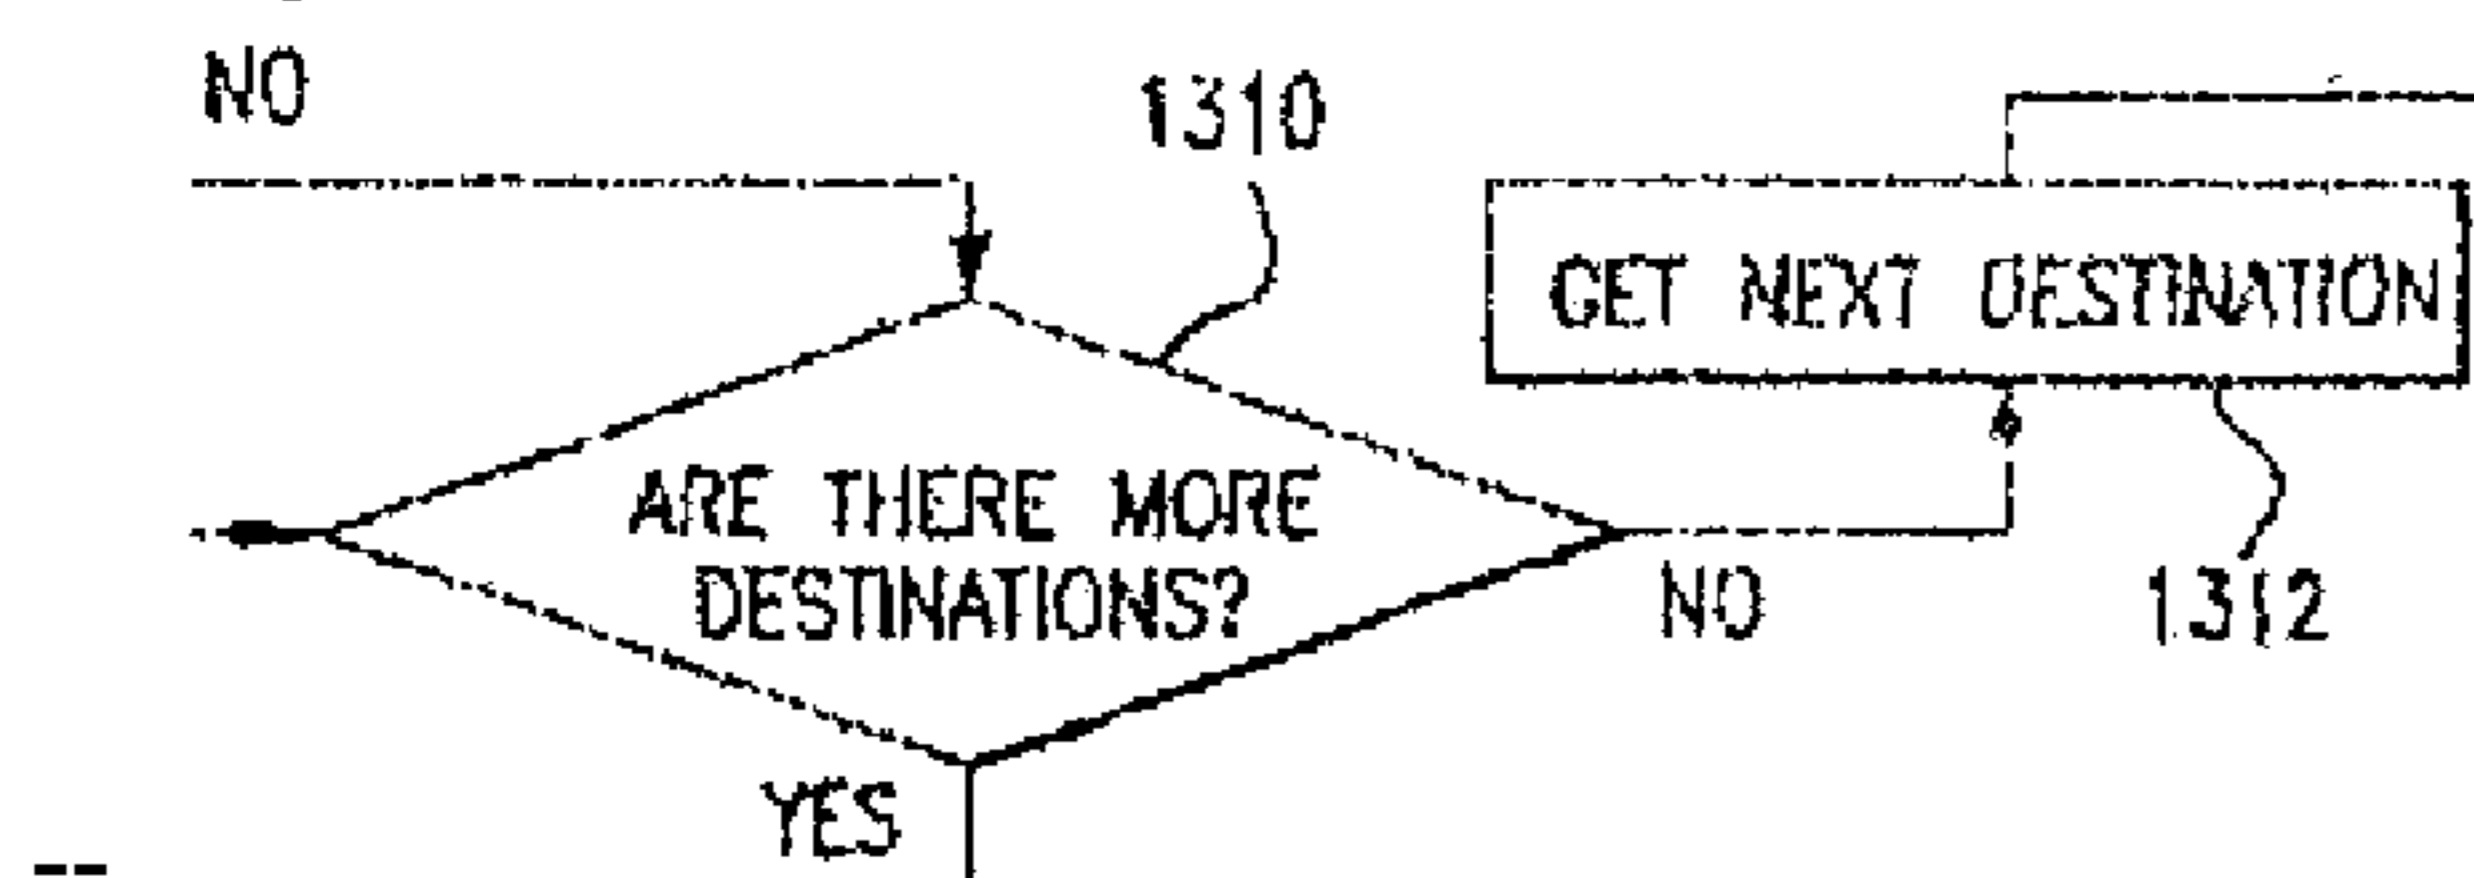 NO
1310
GET NEXT DESTINATION
ARE THERE MORE
DESTINATIONS?
NO
1312
YES